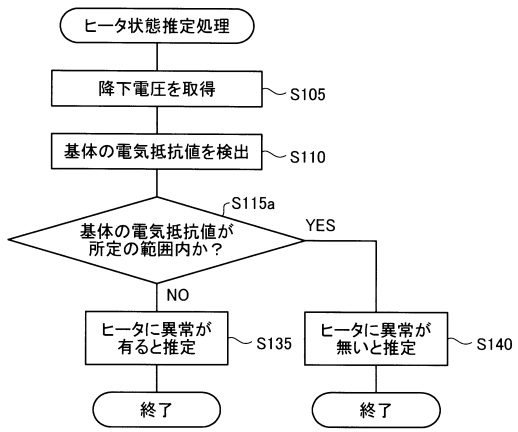 ヒータ状態推定処理
降下電圧を取得
S105
基体の電気抵抗値を検出
S110
S115a
基体の電気抵抗値が
所定の範囲内か？
YES
NO
ヒータに異常が
有ると推定
S135
ヒータに異常が
無いと推定
S140
終了
終了